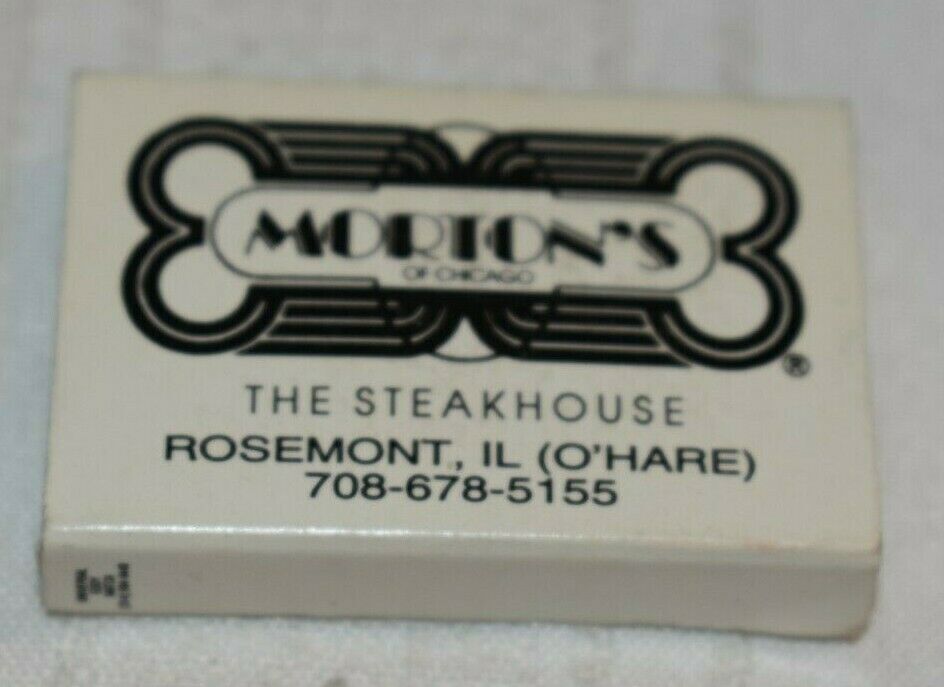 MORTON'S
OF CHICAGO
®
THE STEAKHOUSE
ROSEMONT, IL (O'HARE)
708-678-5155